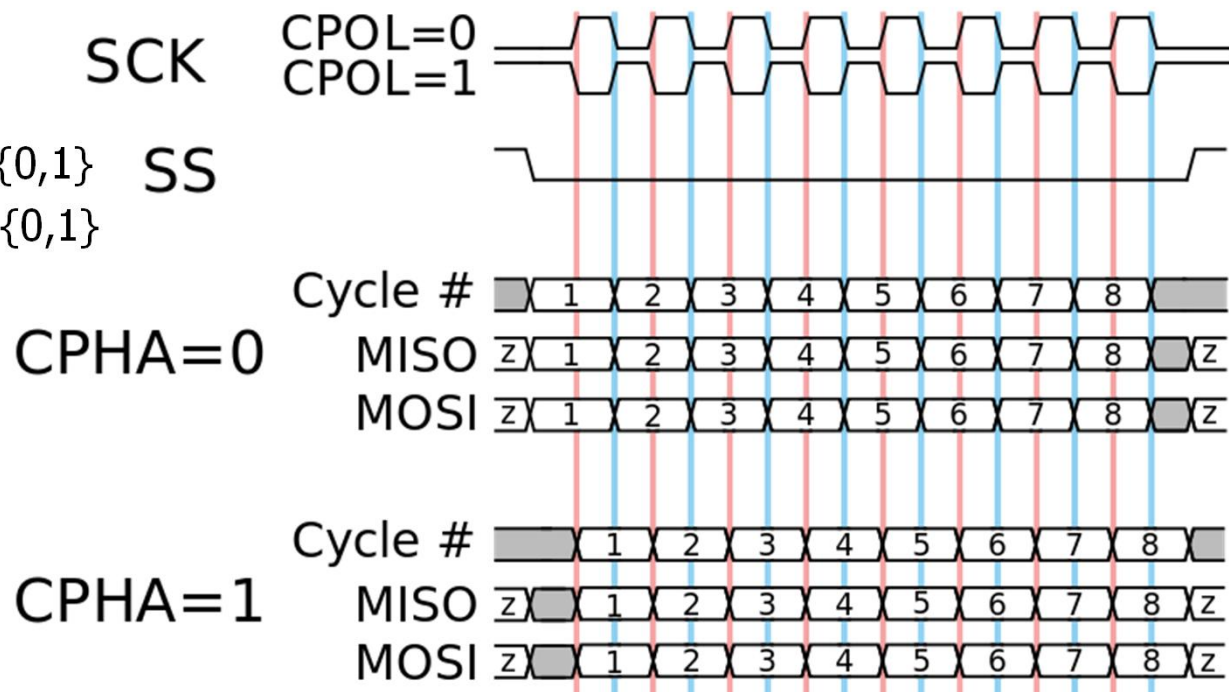 CPOL=0
SCK
CPOL=1
{0,1} SS
{0,1}
Cycle # 1 2 3 4 5 6 7 8
CPHA=0
MISO z 1 2 3 4 5 6 7 8 z
MOSI z 1 2 3 4 5 6 7 8 z
Cycle # 1 2 3 4 5 6 7 8
CPHA=1
MISO z 1 2 3 4 5 6 7 8 z
MOSI z 1 2 3 4 5 6 7 8 z